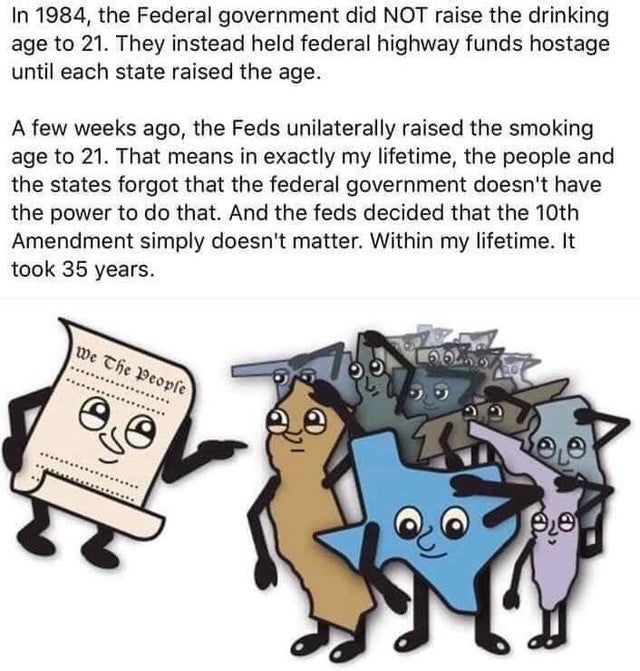 In 1984, the Federal government did NOT raise the drinking
age to 21. They instead held federal highway funds hostage
until each state raised the age.
A few weeks ago, the Feds unilaterally raised the smoking
age to 21. That means in exactly my lifetime, the people and
the states forgot that the federal government doesn't have
the power to do that. And the feds decided that the 10th
Amendment simply doesn't matter. Within my lifetime. It
took 35 years.
We The People